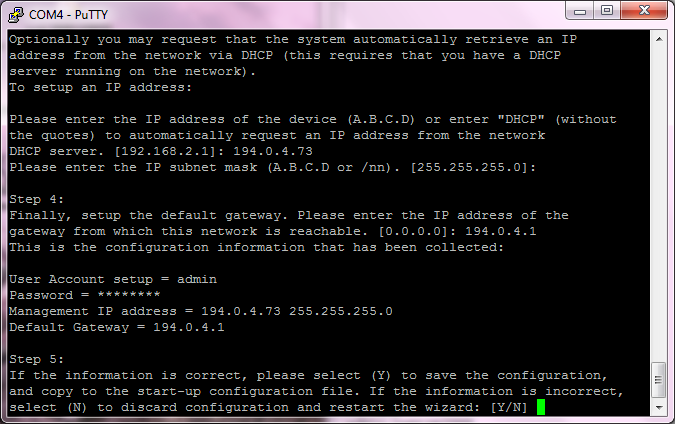 COM4 - PuTTY
Optionally you may request that the system automatically retrieve an IP
address from the network via DHCP (this requires that you have a DHCP
server running on the network).
To setup an IP address:
Please enter the IP address of the device (A.B.C.D) or enter "DHCP" (without
the quotes) to automatically request an IP address from the network
DHCP server. [192.168.2.1]: 194.0.4.73
Please enter the IP subnet mask (A.B.C.D or /nn). [255.255.255.0]:
Step 4:
Finally, setup the default gateway. Please enter the IP address of the
gateway from which this network is reachable. [0.0.0.0]: 194.0.4.1
This is the configuration information that has been collected:
User Account setup = admin
Password = ********
Management IP address = 194.0.4.73 255.255.255.0
Default Gateway = 194.0.4.1
Step 5:
If the information is correct, please select (Y) to save the configuration,
and copy to the start-up configuration file. If the information is incorrect,
select (N) to discard configuration and restart the wizard: [Y/N]